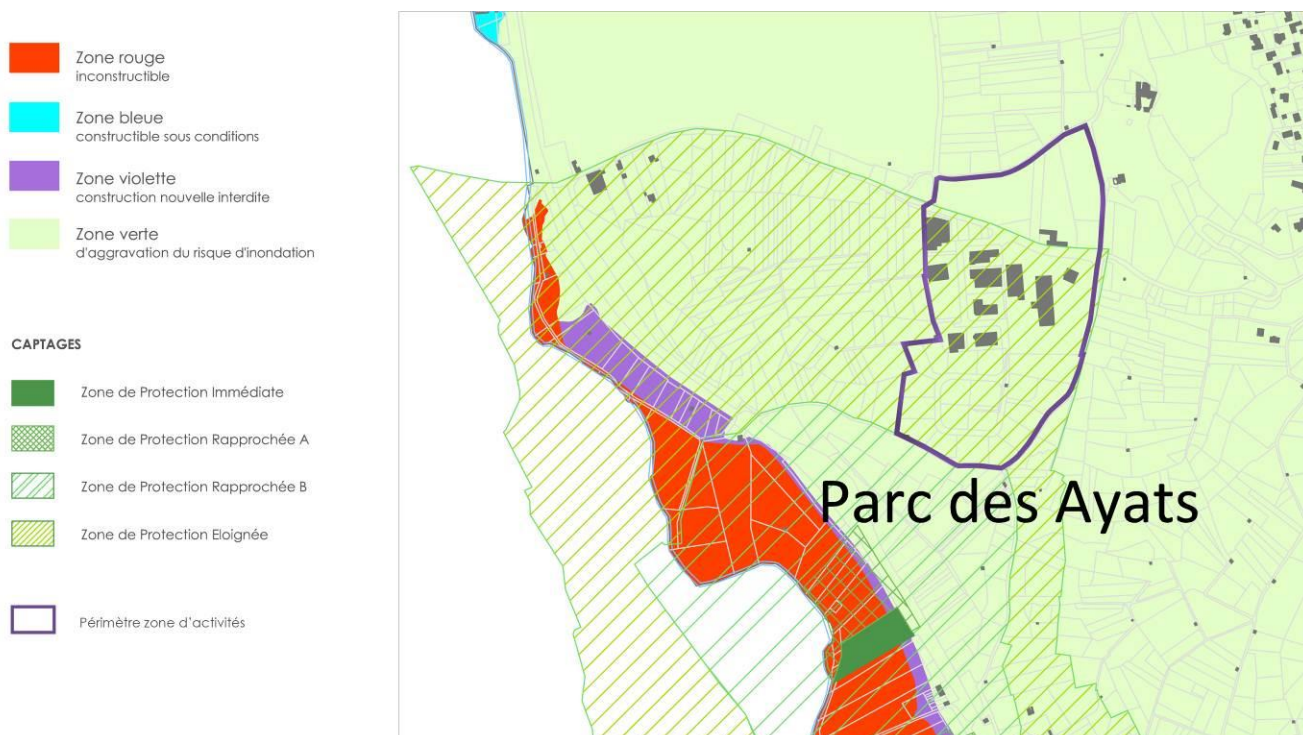 Zone rouge
inconstructible
Zone bleue
constructible sous conditions
Zone violette
construction nouvelle interdite
Zone verte
d'aggravation du risque d'inondation
CAPTAGES
Zone de Protection Immédiate
Zone de Protection Rapprochée A
Zone de Protection Rapprochée B
Zone de Protection Eloignée
Périmètre zone d'activités
Parc des Ayats